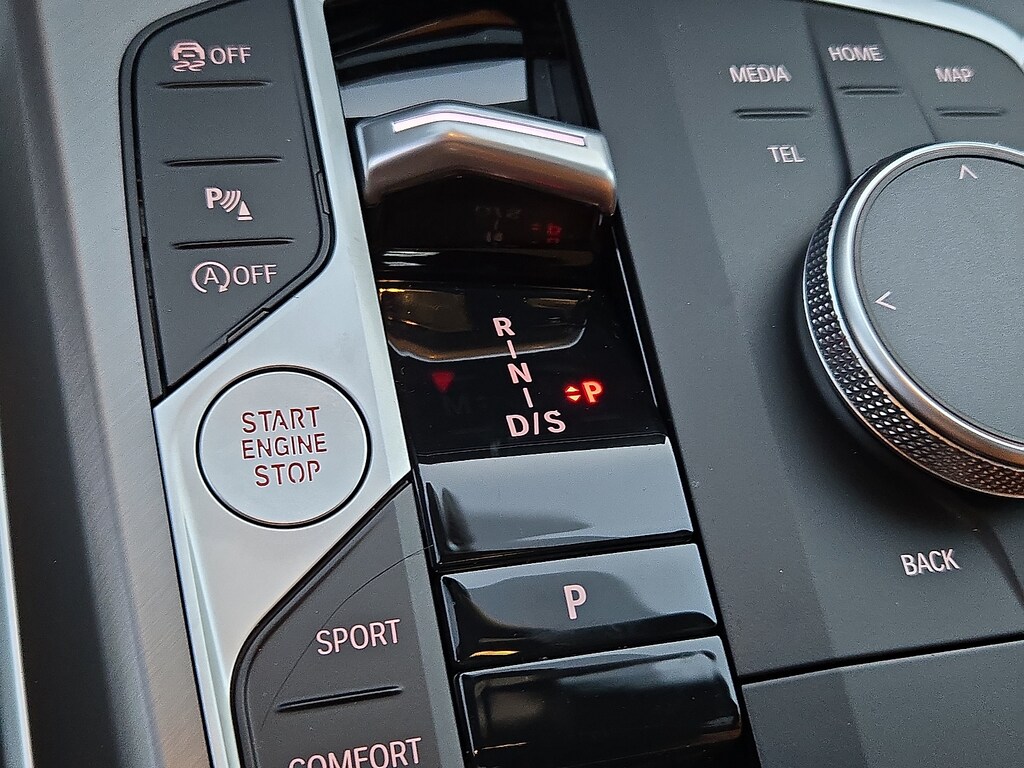 OFF
P
A OFF
START
ENGINE
STOP
SPORT
COMFORT
R
N
D/S
P
P
MEDIA
HOME
MAP
TEL
BACK